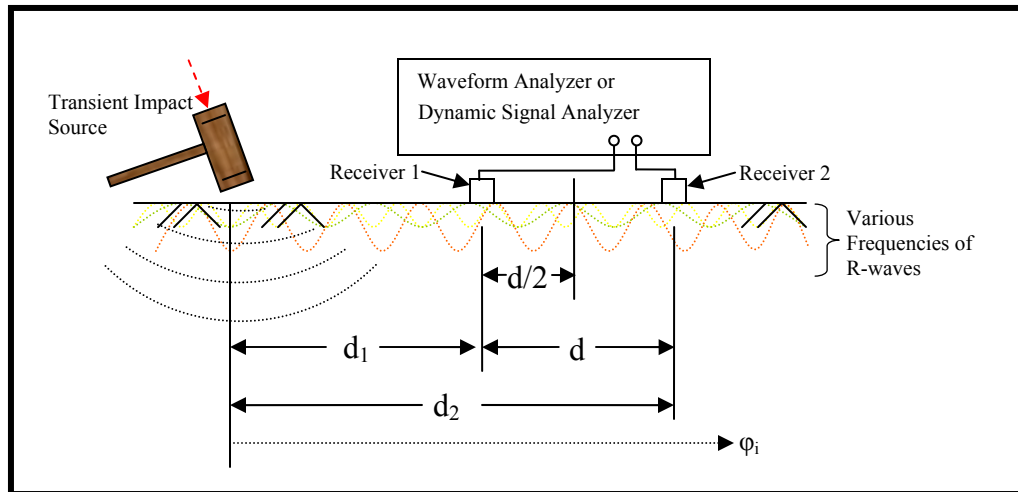 Transient Impact
Source
Waveform Analyzer or
Dynamic Signal Analyzer
Receiver 1
Receiver 2
Various
Frequencies of
R-waves
d/2
d₁
d
d₂
φᵢ